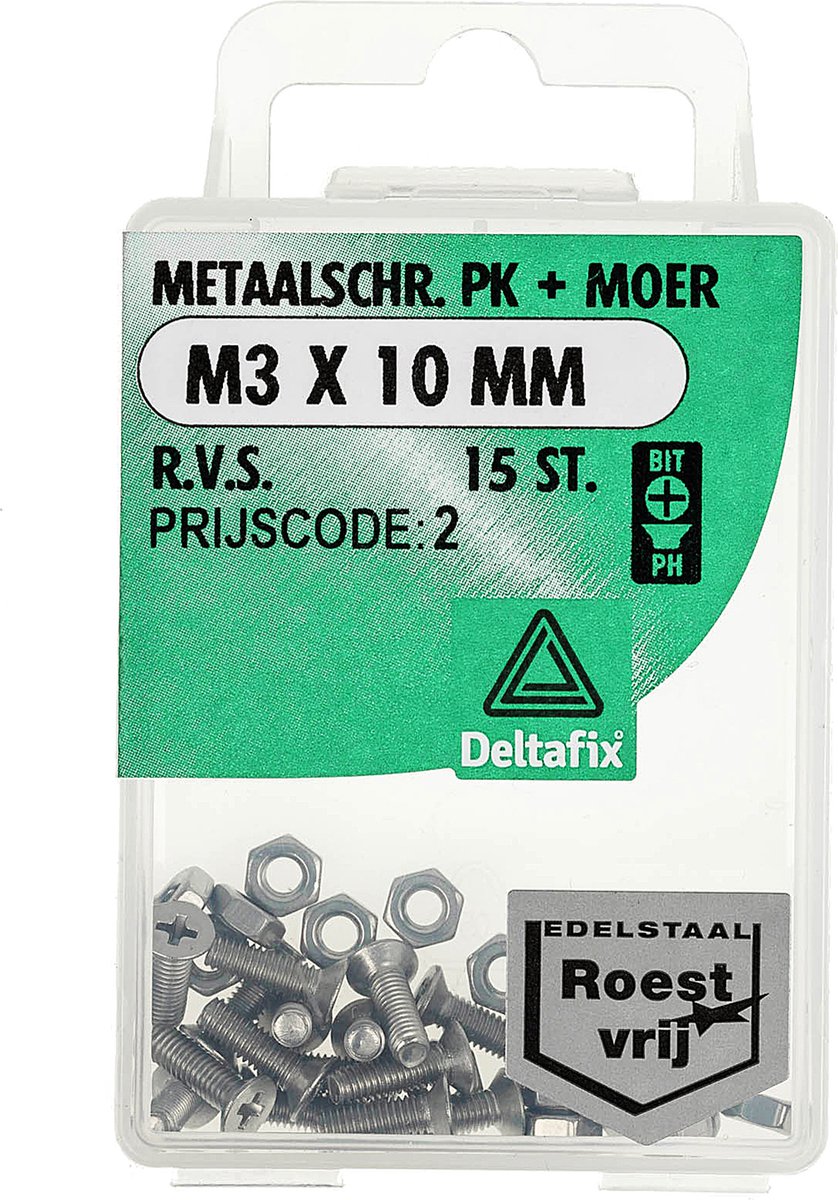 METAALSCHR. PK + MOER
M3 X 10 MM
R.V.S. 15 ST.
PRIJSCODE: 2
BIT
PH
Deltafix
EDELSTAAL
Roest
vrij